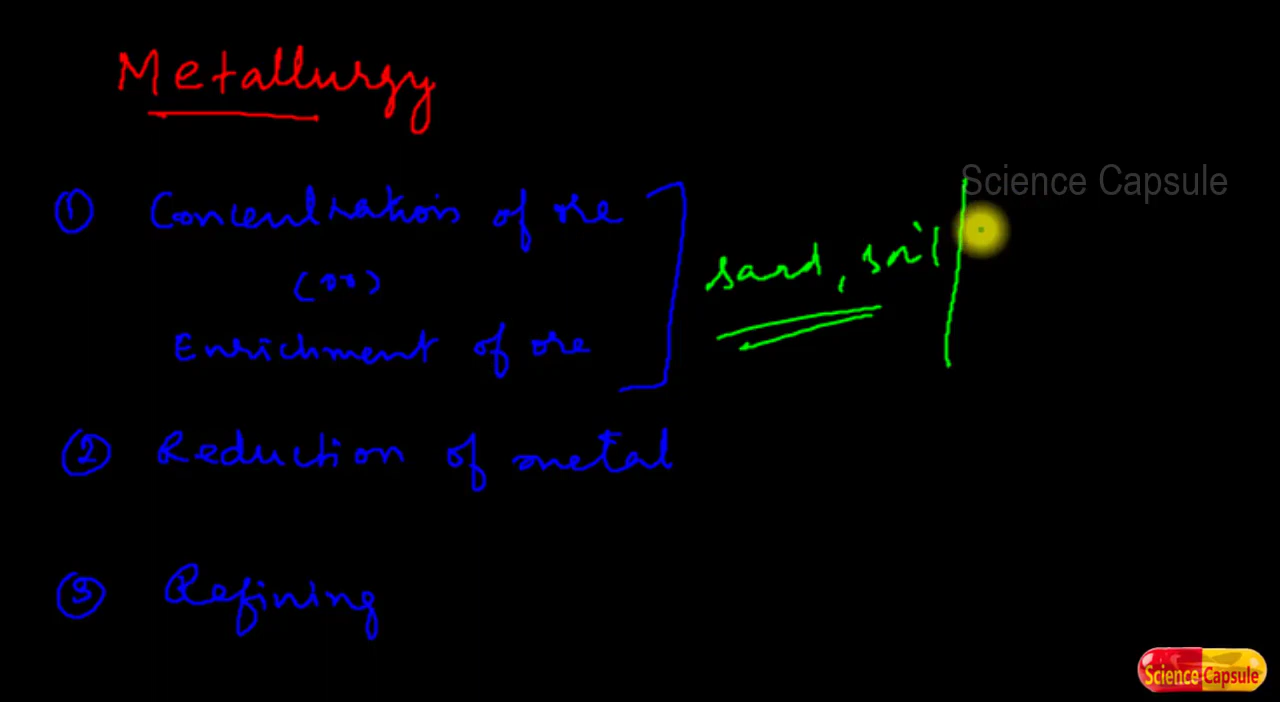 Metallurgy
Science Capsule
① Concentration of ore
sand, soil
(or)
Enrichment of ore
② Reduction of metal
③ Refining
Science Capsule